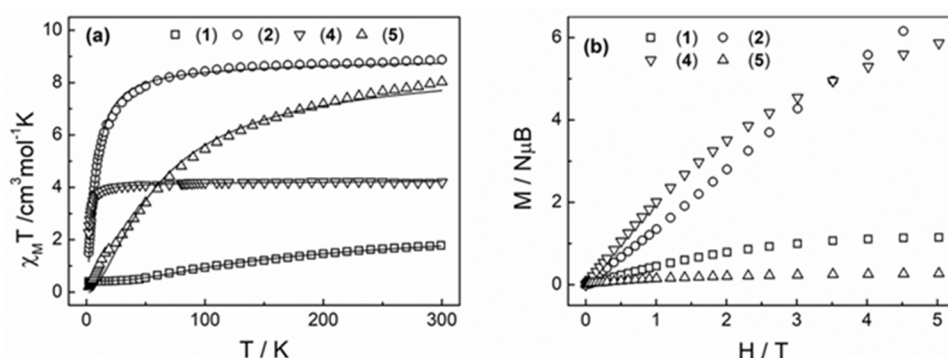 (a) □ (1) ○ (2) ▽ (4) △ (5)
10
8
6
4
2
0
χMT /cm³mol⁻¹K
0 100 200 300
T / K
(b) □ (1) ○ (2)
▽ (4) △ (5)
6
4
2
0
M / NμB
0 1 2 3 4 5
H / T